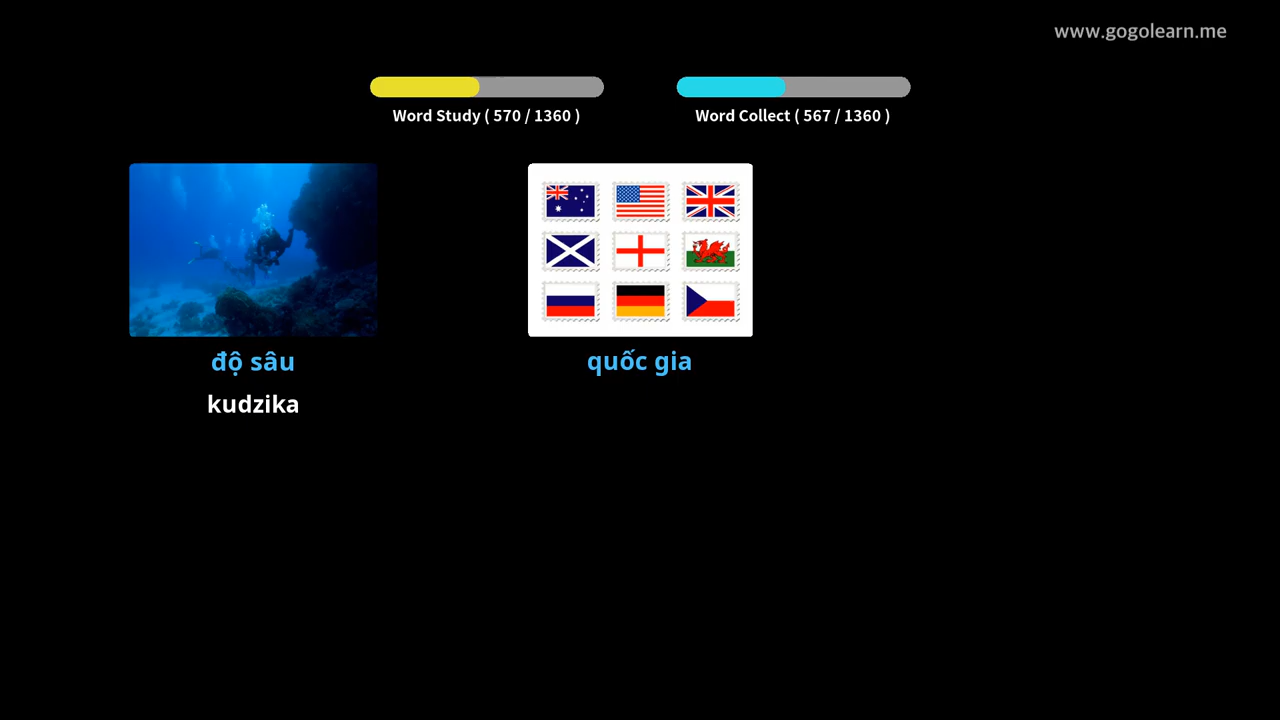 www.gogolearn.me
Word Study ( 570 / 1360 )
Word Collect ( 567 / 1360 )
độ sâu
quốc gia
kudzika